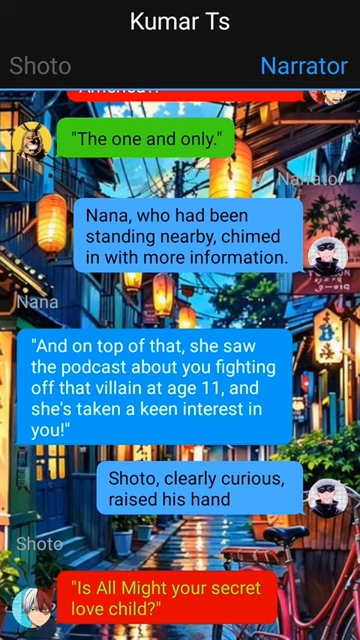 Kumar Ts
Shoto
Narrator
"The one and only."
Narrator
Nana, who had been
standing nearby, chimed
in with more information.
Nana
"And on top of that, she saw
the podcast about you fighting
off that villain at age 11, and
she's taken a keen interest in
you!"
Shoto, clearly curious,
raised his hand
Shoto
"Is All Might your secret
love child?"